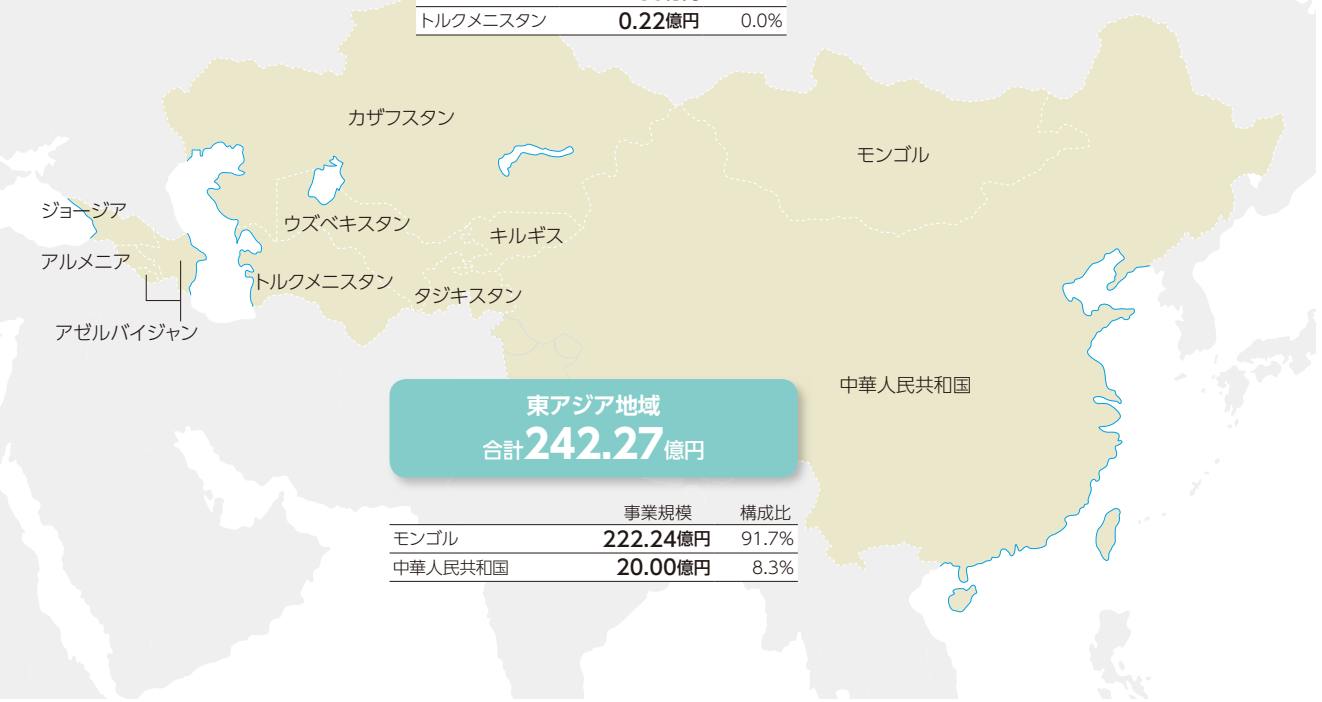 トルクメニスタン 0.22億円 0.0%
カザフスタン
モンゴル
ジョージア
ウズベキスタン
キルギス
アルメニア
トルクメニスタン
タジキスタン
アゼルバイジャン
中華人民共和国
東アジア地域
合計242.27億円
事業規模 構成比
モンゴル 222.24億円 91.7%
中華人民共和国 20.00億円 8.3%